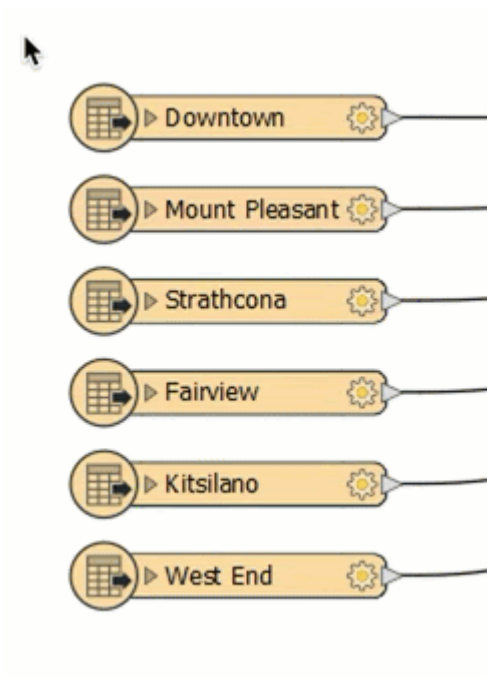 Downtown
Mount Pleasant
Strathcona
Fairview
Kitsilano
West End